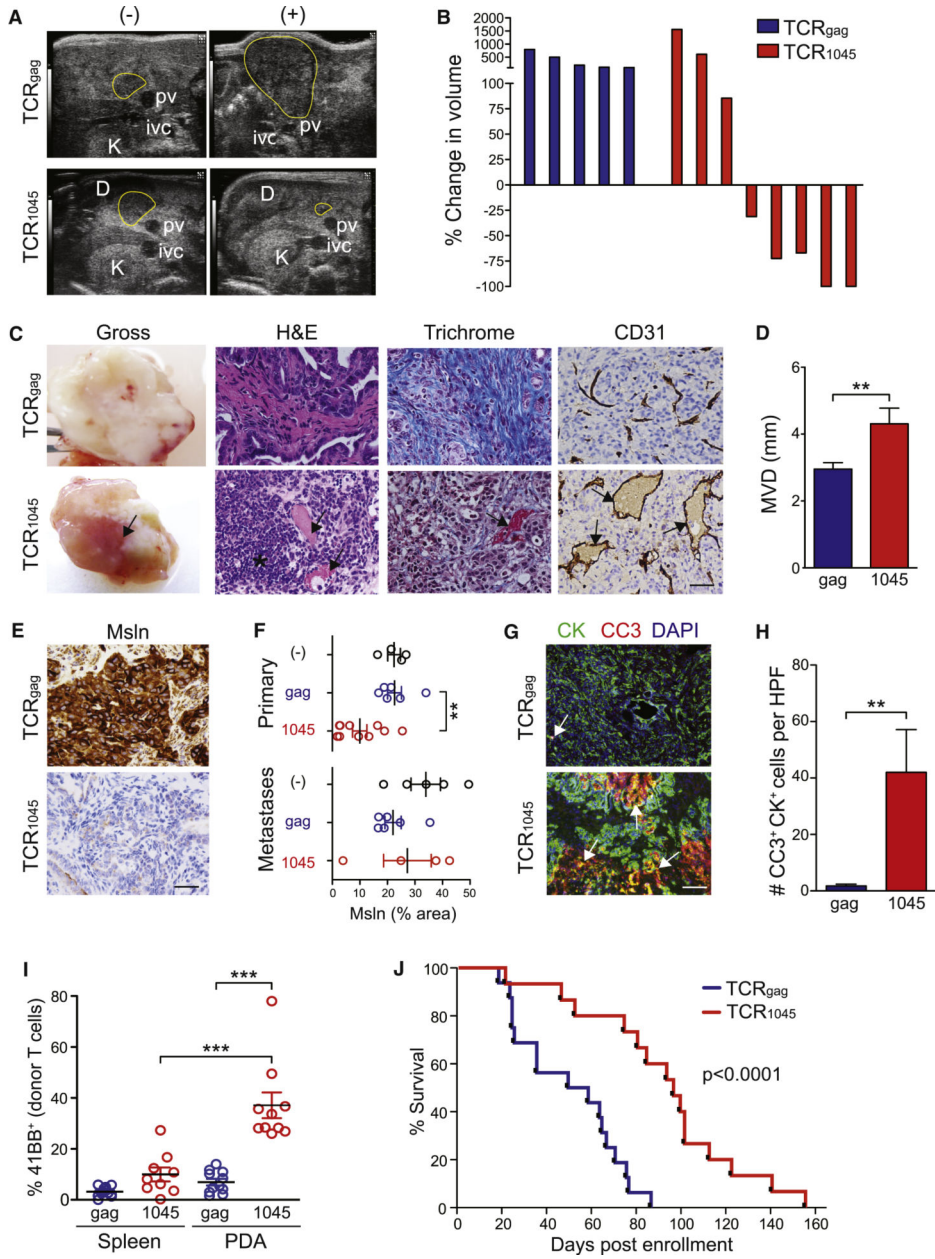 A
(-)
(+)
TCRgag
pv
ivc
K
ivc
pv
TCR1045
D
pv
ivc
K
D
pv
ivc
K
B
% Change in volume
2000
1500
1000
500
100
75
50
25
0
-25
-50
-75
-100
TCRgag
TCR1045
C
Gross
H&E
Trichrome
CD31
TCRgag
TCR1045
*
D
MVD (mm)
6
4
2
0
**
gag
1045
E
Msln
TCRgag
TCR1045
F
Primary
(-)
gag
1045
**
Metastases
(-)
gag
1045
0 10 20 30 40 50
Msln (% area)
G
CK CC3 DAPI
TCRgag
TCR1045
H
# CC3+ CK+ cells per HPF
80
60
40
20
0
**
gag
1045
I
% 41BB+ (donor T cells)
80
60
40
20
0
***
***
gag 1045 gag 1045
Spleen PDA
J
% Survival
100
80
60
40
20
0
TCRgag
TCR1045
p<0.0001
0 20 40 60 80 100 120 140 160
Days post enrollment